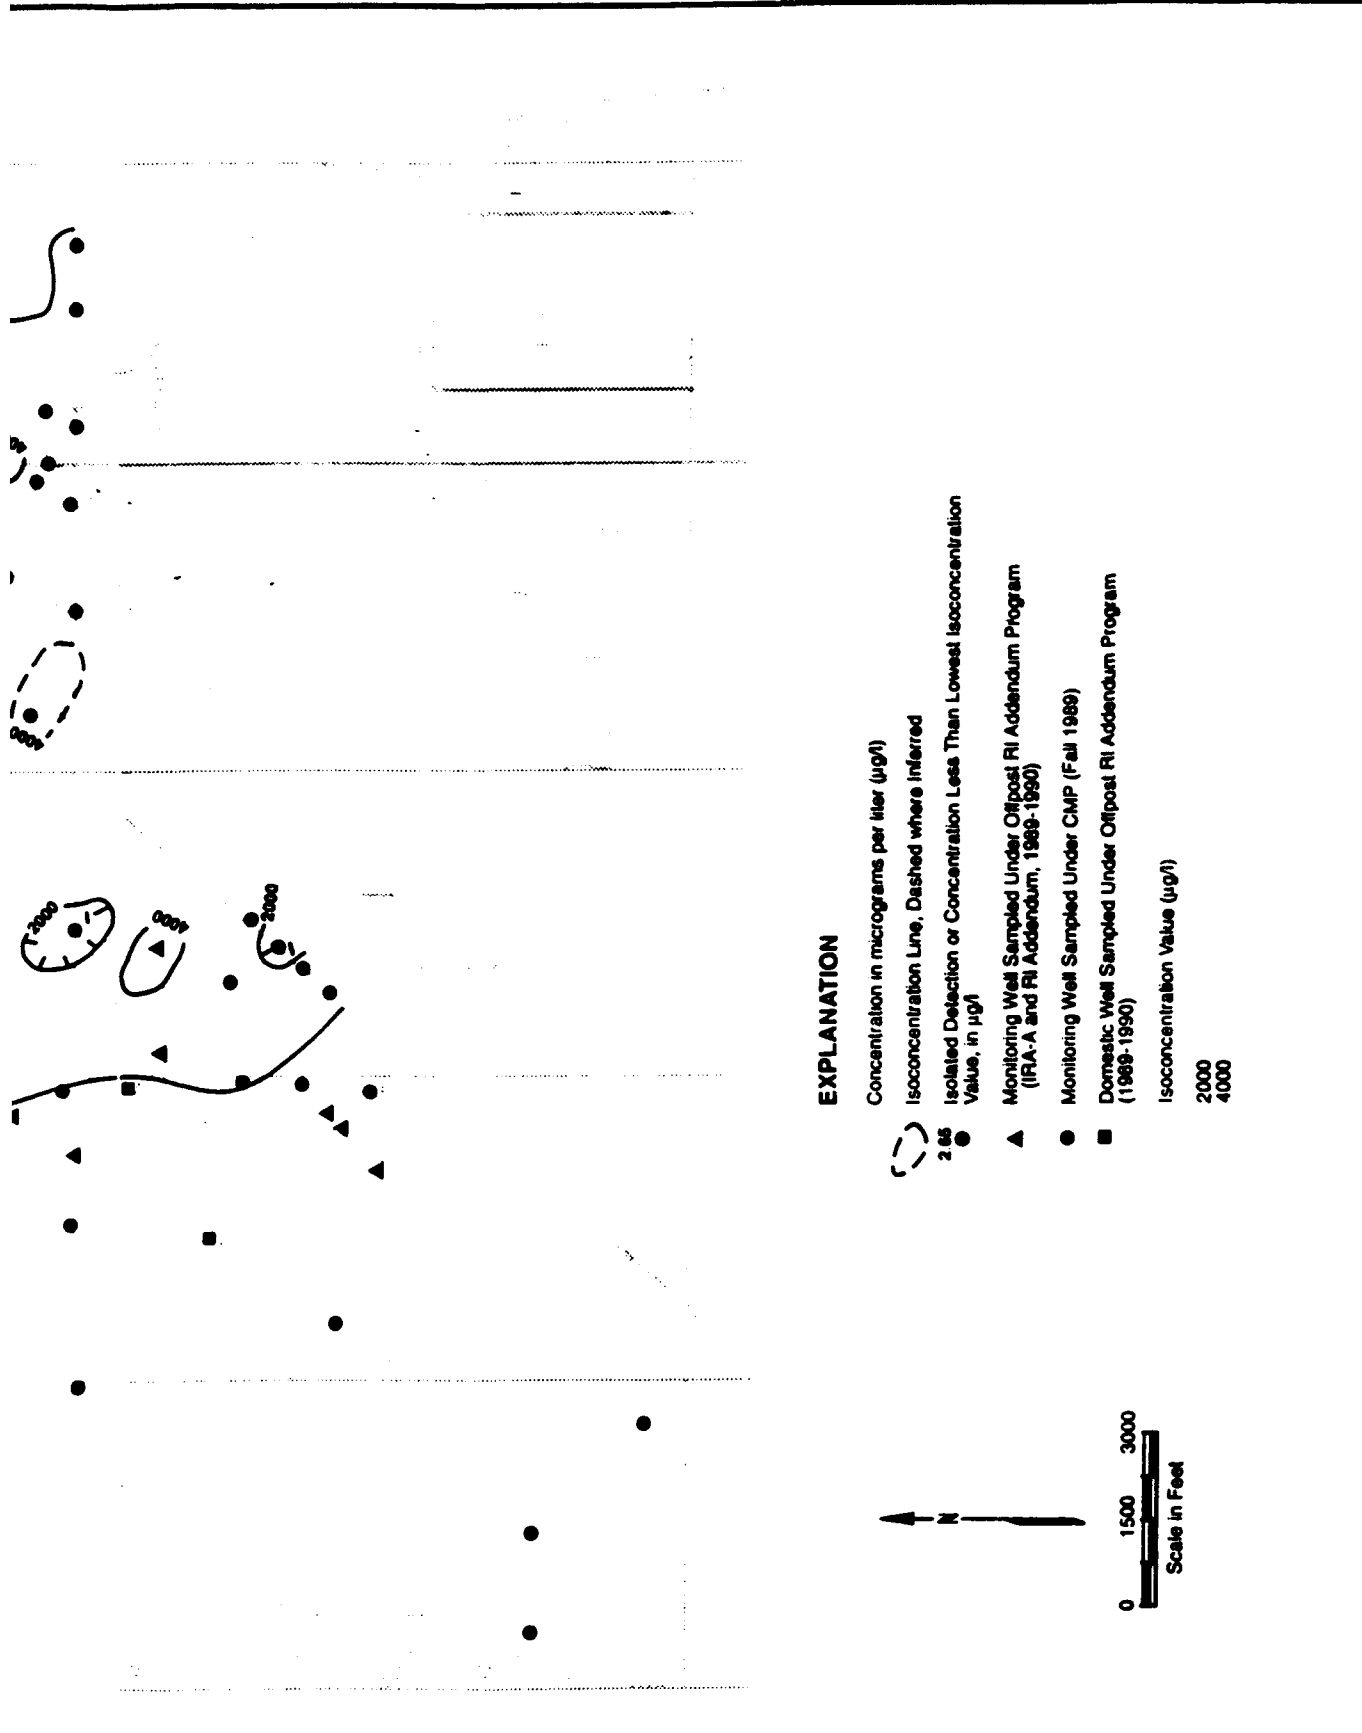 2000
4000
2000
4000
EXPLANATION
Concentration in micrograms per liter (µg/l)
Isoconcentration Line, Dashed where Inferred
2.65
Isolated Detection or Concentration Less Than Lowest Isoconcentration
Value, in µg/l
Monitoring Well Sampled Under Offpost RI Addendum Program
(IRA-A and RI Addendum, 1989-1990)
Monitoring Well Sampled Under CMP (Fall 1989)
Domestic Well Sampled Under Offpost RI Addendum Program
(1989-1990)
Isoconcentration Value (µg/l)
2000
4000
N
0 1500 3000
Scale in Feet